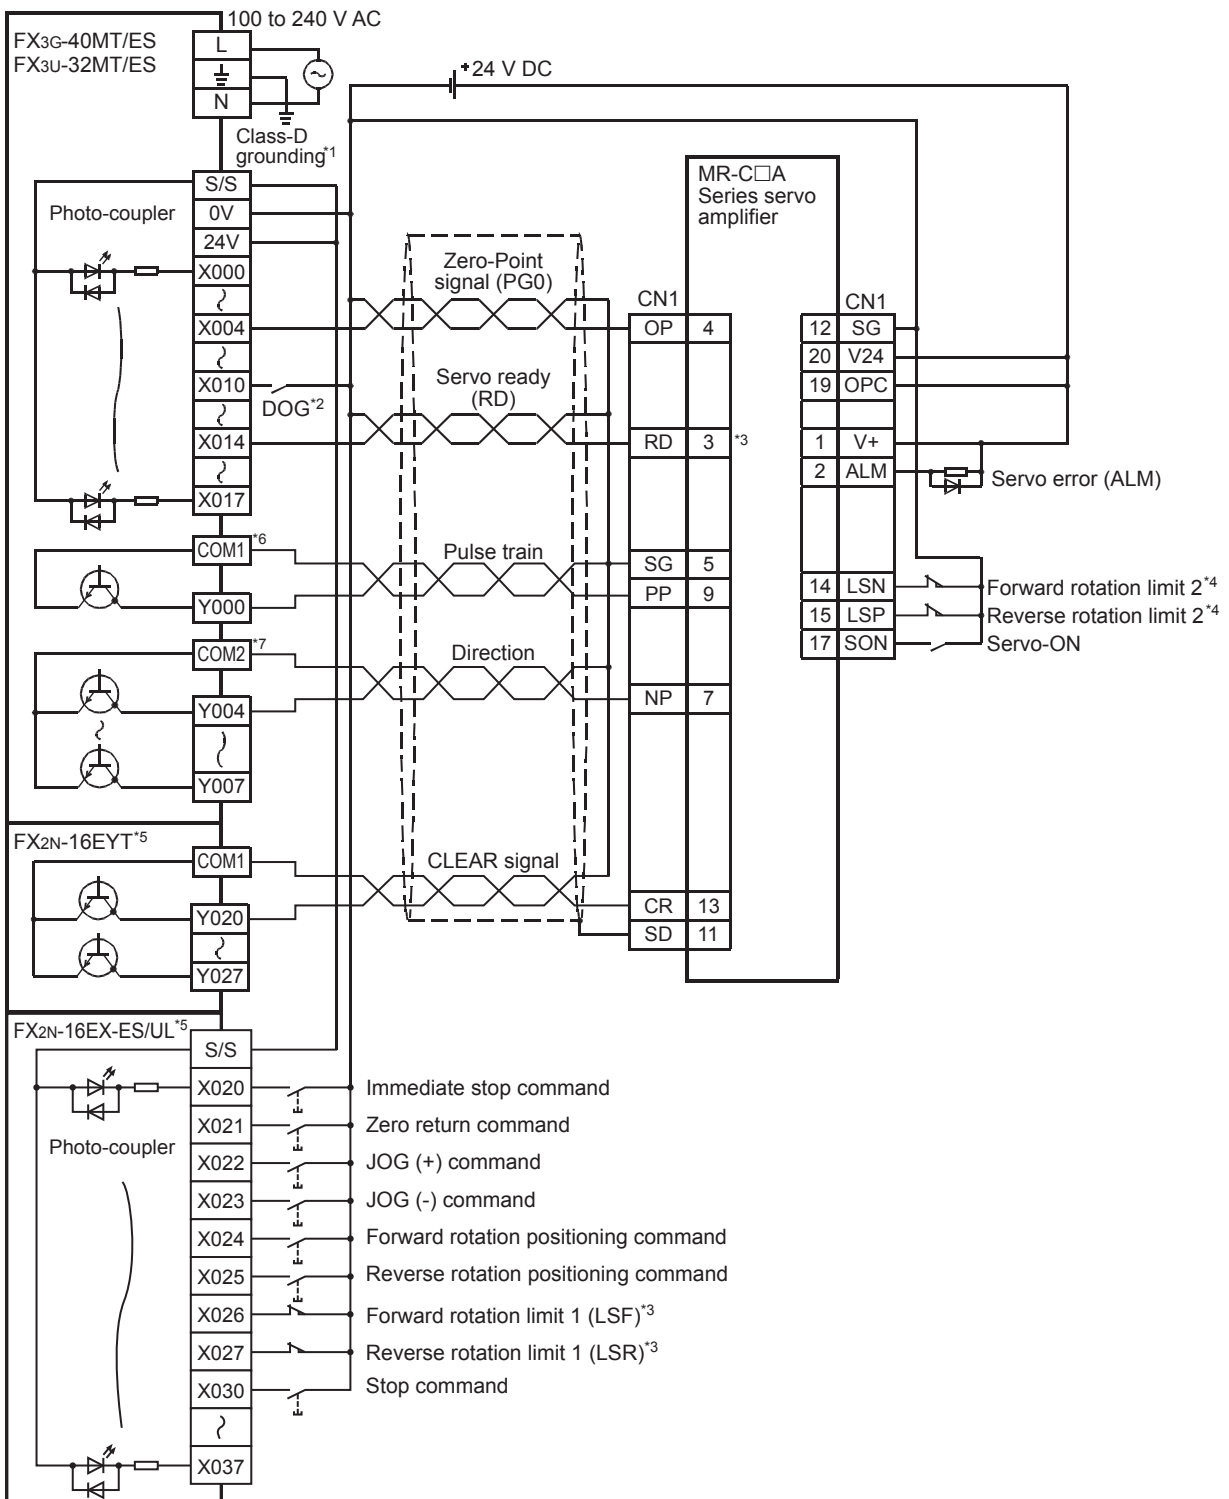 100 to 240 V AC
FX3G-40MT/ES
FX3U-32MT/ES
L
N
+24 V DC
Class-D
grounding*1
S/S
Photo-coupler
0V
24V
X000
X004
X010
DOG*2
X014
X017
COM1*6
Y000
COM2*7
Y004
Y007
FX2N-16EYT*5
COM1
Y020
Y027
FX2N-16EX-ES/UL*5
S/S
X020
Immediate stop command
X021
Zero return command
Photo-coupler
X022
JOG (+) command
X023
JOG (-) command
X024
Forward rotation positioning command
X025
Reverse rotation positioning command
X026
Forward rotation limit 1 (LSF)*3
X027
Reverse rotation limit 1 (LSR)*3
X030
Stop command
X037
Zero-Point
signal (PG0)
Servo ready
(RD)
Pulse train
Direction
CLEAR signal
MR-C□A
Series servo
amplifier
CN1
OP 4
RD 3 *3
SG 5
PP 9
NP 7
CR 13
SD 11
CN1
12 SG
20 V24
19 OPC
1 V+
2 ALM
Servo error (ALM)
14 LSN
Forward rotation limit 2*4
15 LSP
Reverse rotation limit 2*4
17 SON
Servo-ON